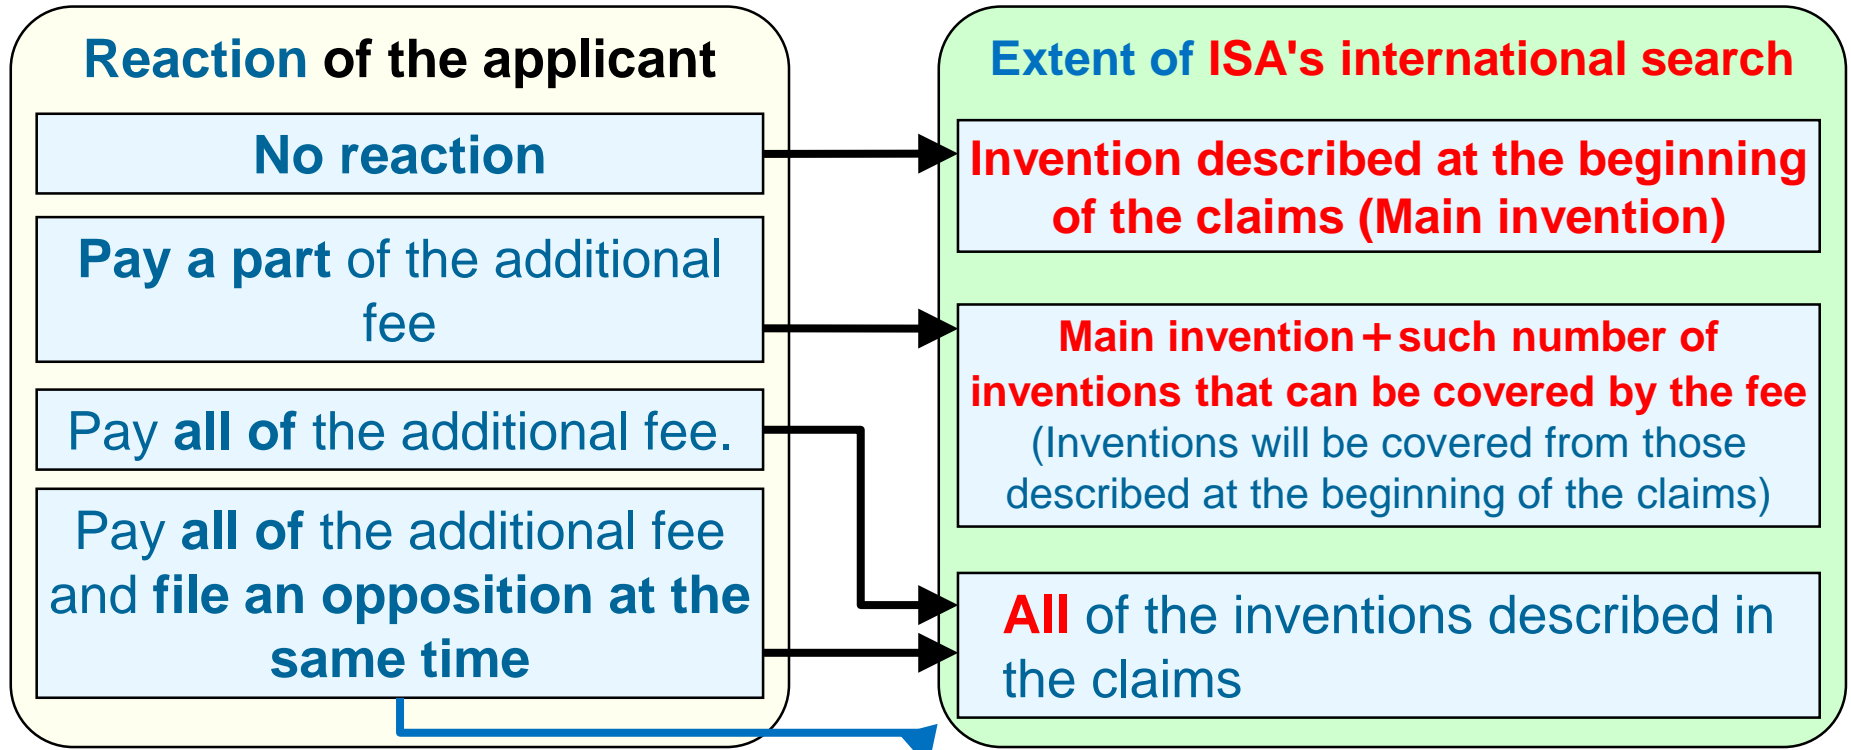 Reaction of the applicant
No reaction
Pay a part of the additional
fee
Pay all of the additional fee.
Pay all of the additional fee
and file an opposition at the
same time
Extent of ISA's international search
Invention described at the beginning
of the claims (Main invention)
Main invention＋such number of
inventions that can be covered by the fee
(Inventions will be covered from those
described at the beginning of the claims)
All of the inventions described in
the claims